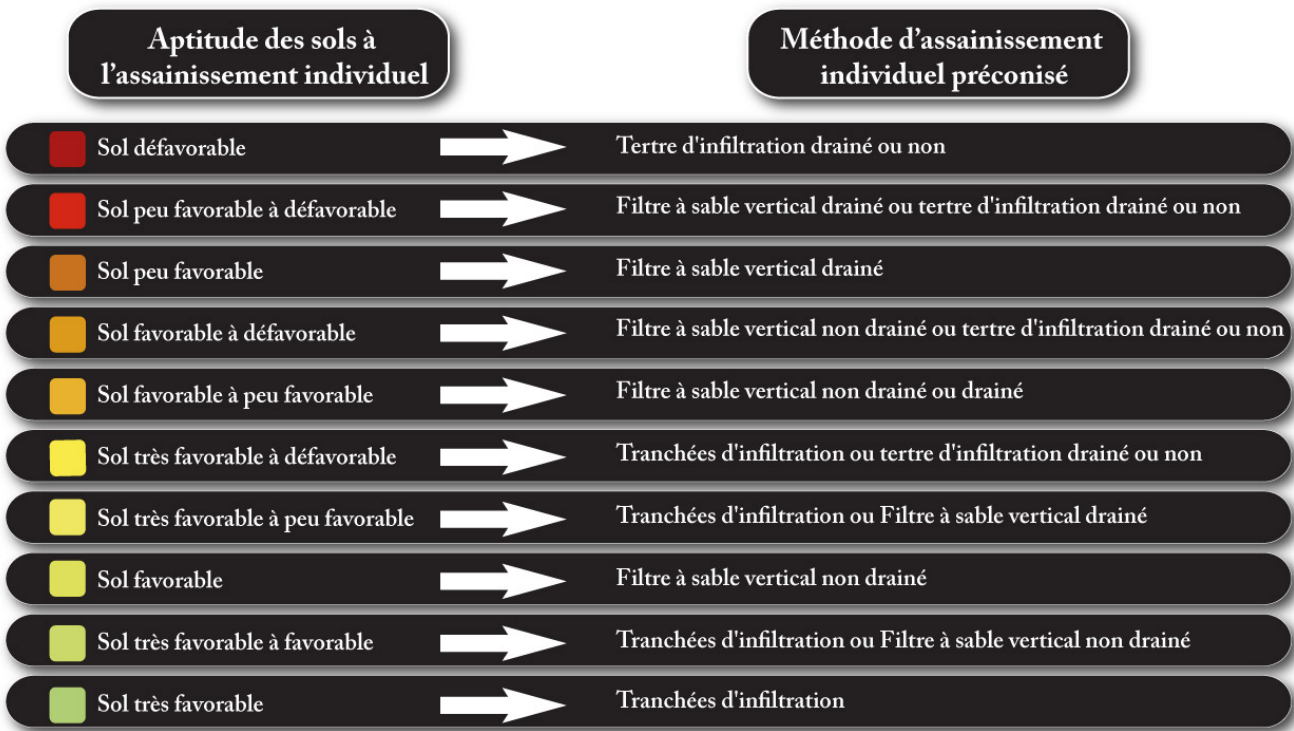 Aptitude des sols à
l'assainissement individuel
Méthode d'assainissement
individuel préconisé
Sol défavorable
Tertre d'infiltration drainé ou non
Sol peu favorable à défavorable
Filtre à sable vertical drainé ou tertre d'infiltration drainé ou non
Sol peu favorable
Filtre à sable vertical drainé
Sol favorable à défavorable
Filtre à sable vertical non drainé ou tertre d'infiltration drainé ou non
Sol favorable à peu favorable
Filtre à sable vertical non drainé ou drainé
Sol très favorable à défavorable
Tranchées d'infiltration ou tertre d'infiltration drainé ou non
Sol très favorable à peu favorable
Tranchées d'infiltration ou Filtre à sable vertical drainé
Sol favorable
Filtre à sable vertical non drainé
Sol très favorable à favorable
Tranchées d'infiltration ou Filtre à sable vertical non drainé
Sol très favorable
Tranchées d'infiltration